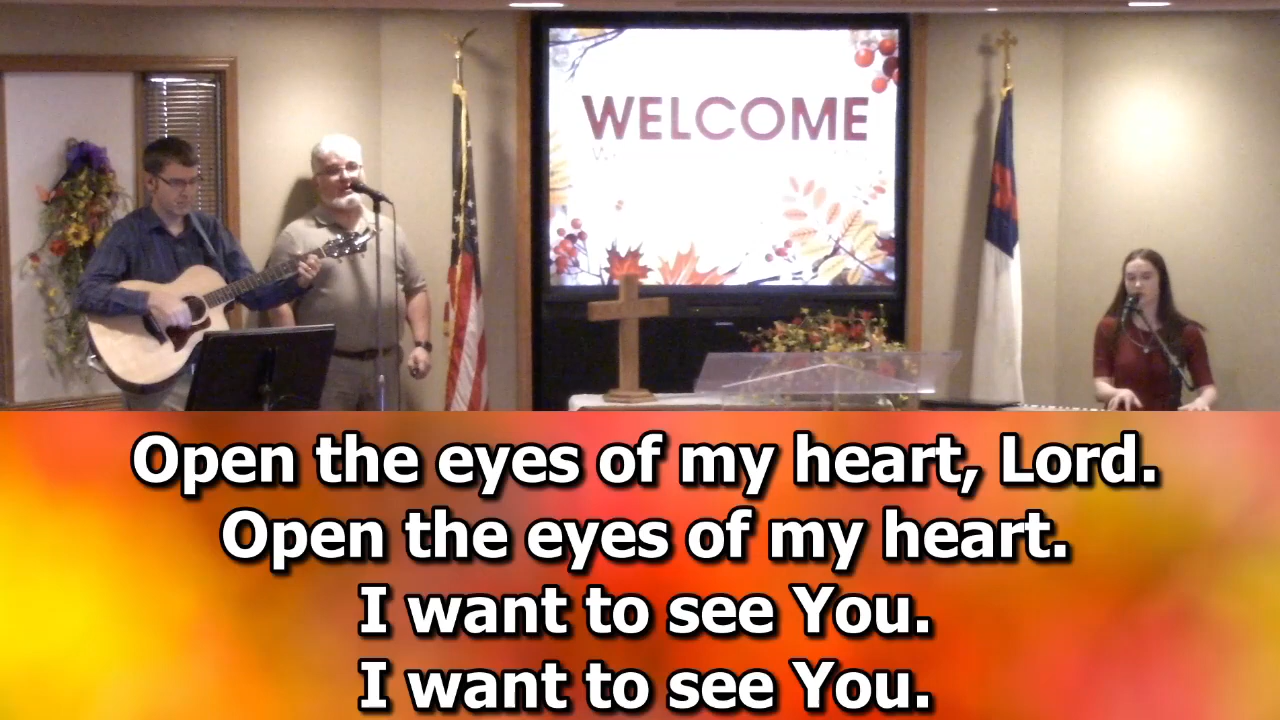 WELCOME
Open the eyes of my heart, Lord.
Open the eyes of my heart.
I want to see You.
I want to see You.